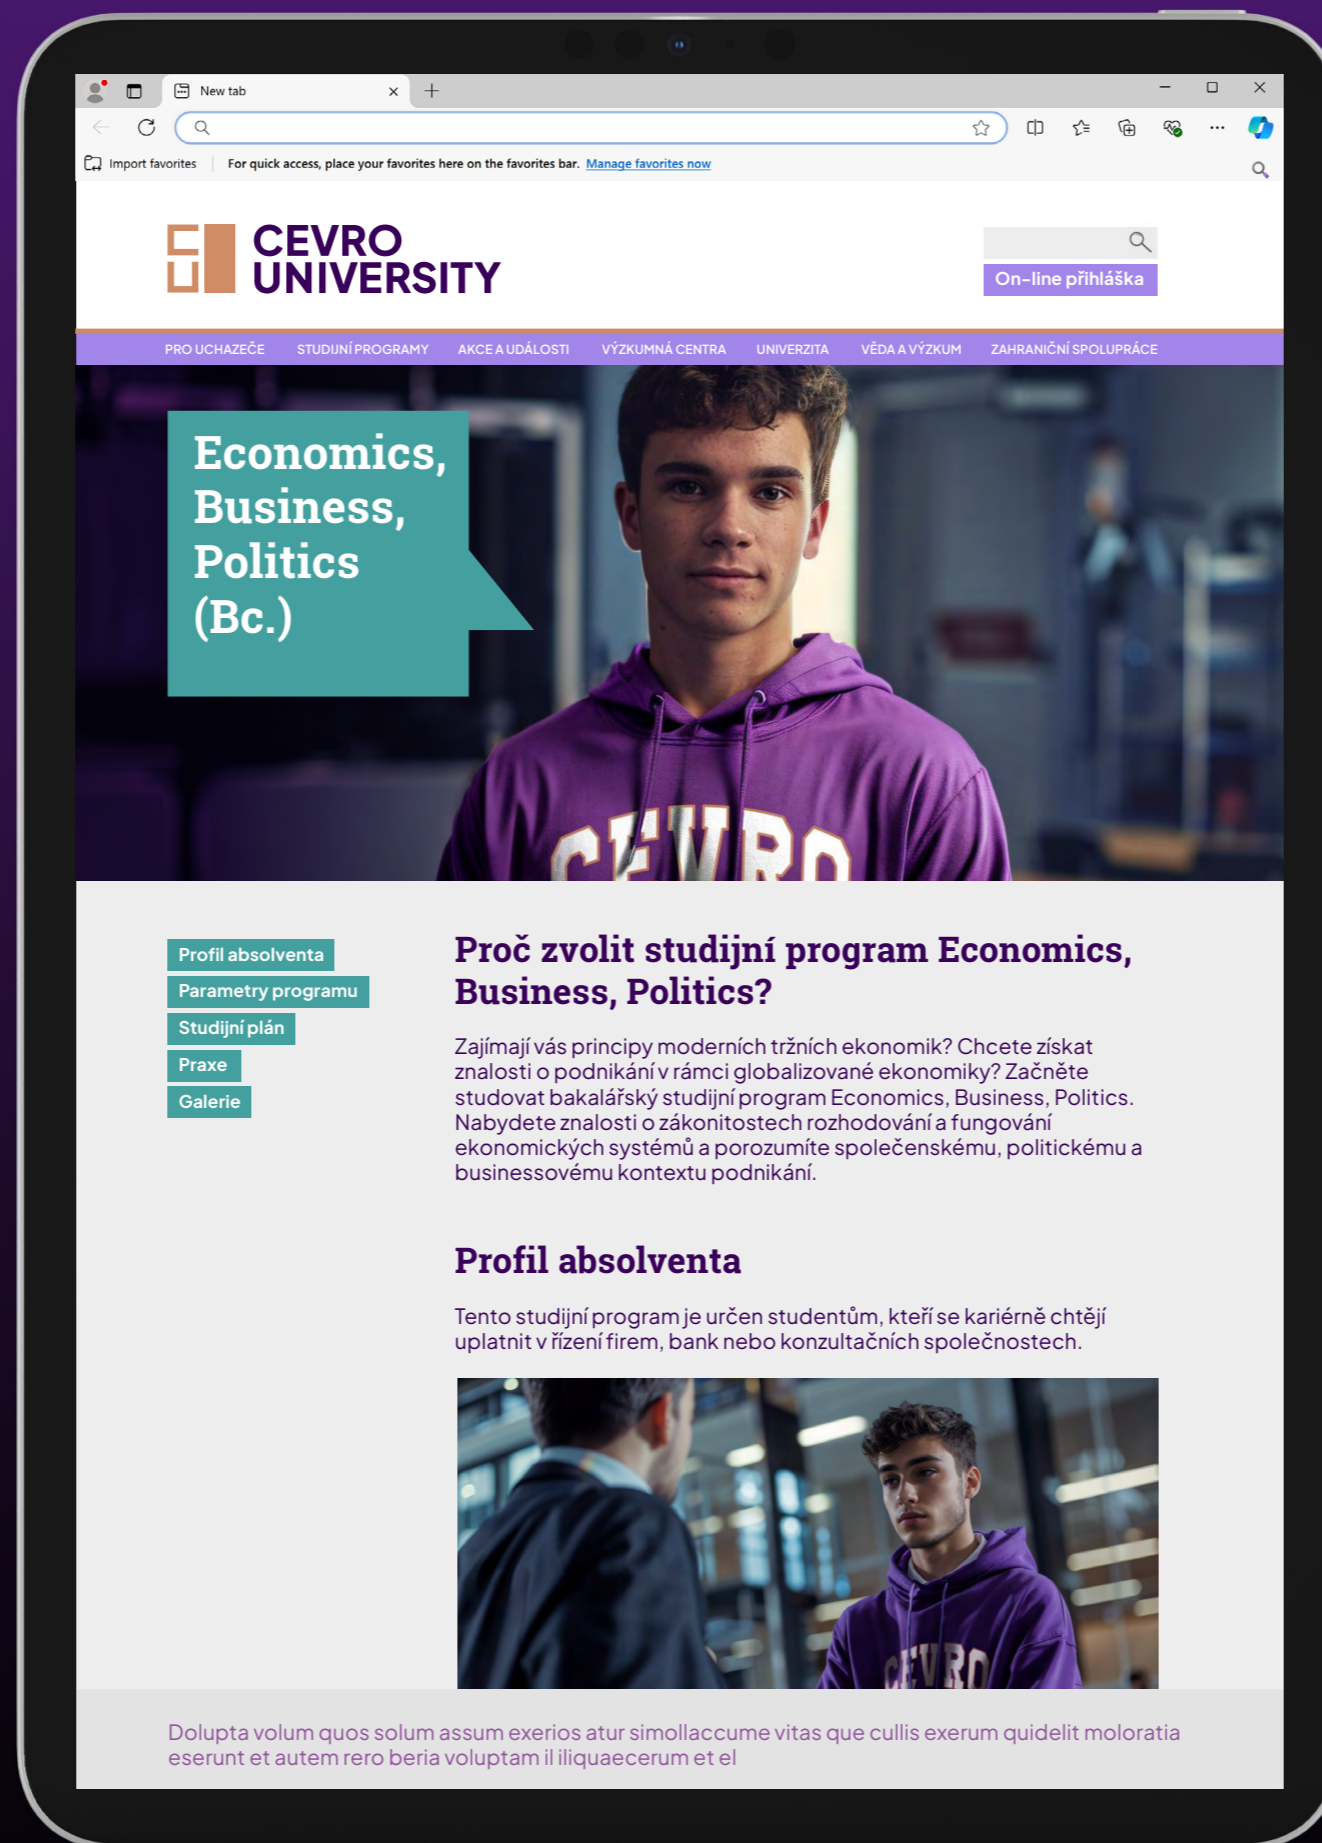 New tab
Import favorites
For quick access, place your favorites here on the favorites bar. Manage favorites now
CEVRO
UNIVERSITY
On-line přihláška
PRO UCHAZEČE STUDIJNÍ PROGRAMY AKCE A UDÁLOSTI VÝZKUMNÁ CENTRA UNIVERZITA VĚDA A VÝZKUM ZAHRANIČNÍ SPOLUPRÁCE
Economics,
Business,
Politics
(Bc.)
CEVRO
Profil absolventa
Parametry programu
Studijní plán
Praxe
Galerie
Proč zvolit studijní program Economics,
Business, Politics?
Zajímají vás principy moderních tržních ekonomik? Chcete získat
znalosti o podnikání v rámci globalizované ekonomiky? Začněte
studovat bakalářský studijní program Economics, Business, Politics.
Nabydete znalosti o zákonitostech rozhodování a fungování
ekonomických systémů a porozumíte společenskému, politickému a
businessovému kontextu podnikání.
Profil absolventa
Tento studijní program je určen studentům, kteří se kariérně chtějí
uplatnit v řízení firem, bank nebo konzultačních společnostech.
CEVRO
Dolupta volum quos solum assum exerios atur simollaccume vitas que cullis exerum quidelit moloratia
eserunt et autem rero beria voluptam il iliquaecerum et el